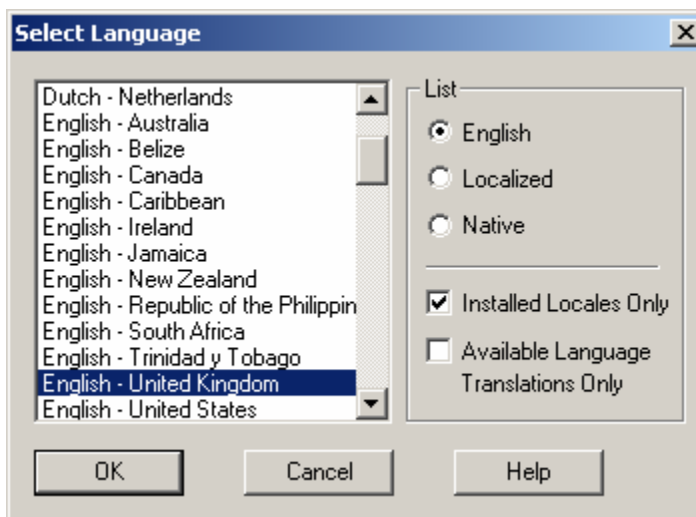 Select Language
Dutch - Netherlands
English - Australia
English - Belize
English - Canada
English - Caribbean
English - Ireland
English - Jamaica
English - New Zealand
English - Republic of the Philippin
English - South Africa
English - Trinidad y Tobago
English - United Kingdom
English - United States
List
English
Localized
Native
Installed Locales Only
Available Language
Translations Only
OK
Cancel
Help